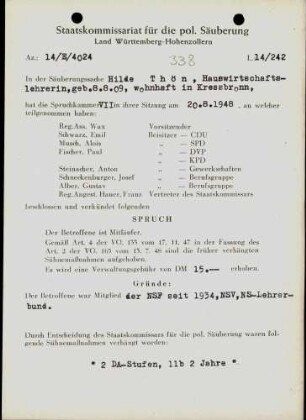 Staatskommissariat für die pol. Säuberung
Land Württemberg-Hohenzollern
Az.: 14/E/4024 338 I. 14/242
In der Säuberungssache Hilde Thön, Hauswirtschafts-
lehrerin,geb.8.8.09, wohnhaft in Kressbronn,
hat die Spruchkammer VII in ihrer Sitzung am 20.8.1948, an welcher
teilgenommen haben:
Reg.Ass. Wax Vorsitzender
Schwarz, Emil Beisitzer — CDU
Musch, Alois „ — SPD
Fischer, Paul „ — DVP
„ — KPD
Steinacher, Anton „ — Gewerkschaften
Schneckenburger, Josef „ — Berufsgruppe
Alber, Gustav „ — Berufsgruppe
Reg.Angest. Hauer, Franz Vertreter des Staatskommissars
beschlossen und verkündet folgenden
SPRUCH
Der Betroffene ist Mitläufer.
Gemäß Art. 4 der VO. 133 vom 17. 11. 47 in der Fassung des
Art. 2 der VO. 165 vom 13. 7. 48 sind die früher verhängten
Sühnemaßnahmen aufgehoben.
Es wird eine Verwaltungsgebühr von DM 15.— erhoben.
Gründe:
Der Betroffene war Mitglied der NSF seit 1934,NSV,NS-Lehrer-
bund.
Durch Entscheidung des Staatskommissars für die pol. Säuberung waren fol-
gende Sühnemaßnahmen verhängt worden:
" 2 DA-Stufen, 11b 2 Jahre ".